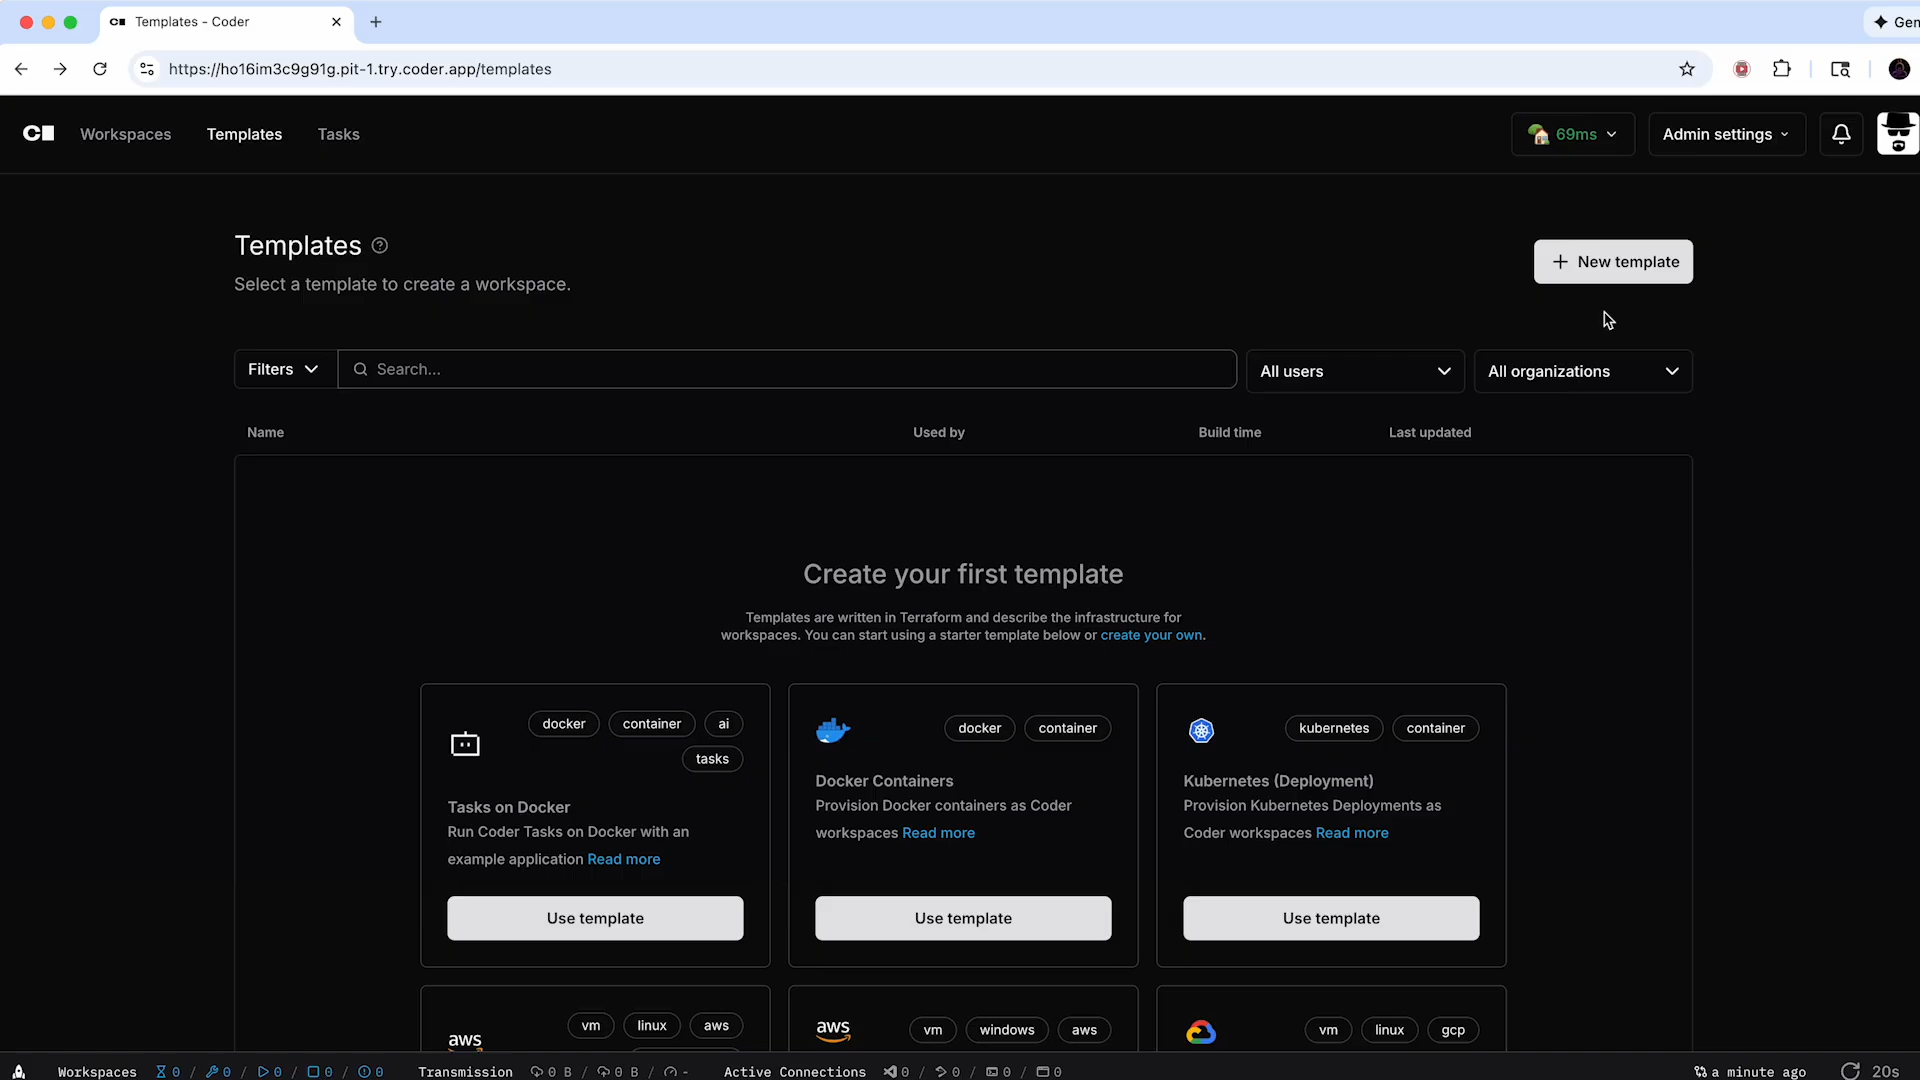 Templates - Coder
Gen
https://ho16im3c9g91g.pit-1.try.coder.app/templates
Workspaces
Templates
Tasks
69ms
Admin settings
Templates
Select a template to create a workspace.
New template
Filters
Search...
All users
All organizations
Name
Used by
Build time
Last updated
Create your first template
Templates are written in Terraform and describe the infrastructure for
workspaces. You can start using a starter template below or create your own.
docker
container
ai
tasks
Tasks on Docker
Run Coder Tasks on Docker with an
example application Read more
Use template
docker
container
Docker Containers
Provision Docker containers as Coder
workspaces Read more
Use template
kubernetes
container
Kubernetes (Deployment)
Provision Kubernetes Deployments as
Coder workspaces Read more
Use template
aws
vm
linux
aws
aws
vm
windows
aws
vm
linux
gcp
Workspaces 0 / 0 / 0 / 0 / 0
Transmission 0 B / 0 B / -
Active Connections 0 / 0 / 0 / 0
a minute ago
20s